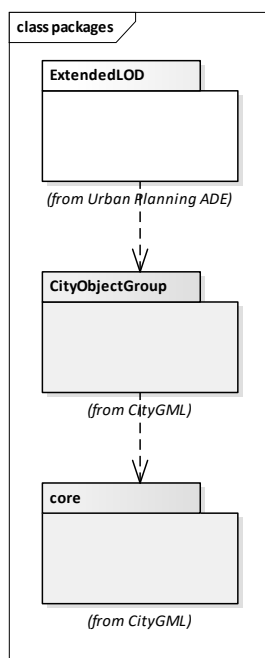 class packages
ExtendedLOD
(from Urban Planning ADE)
CityObjectGroup
(from CityGML)
core
(from CityGML)